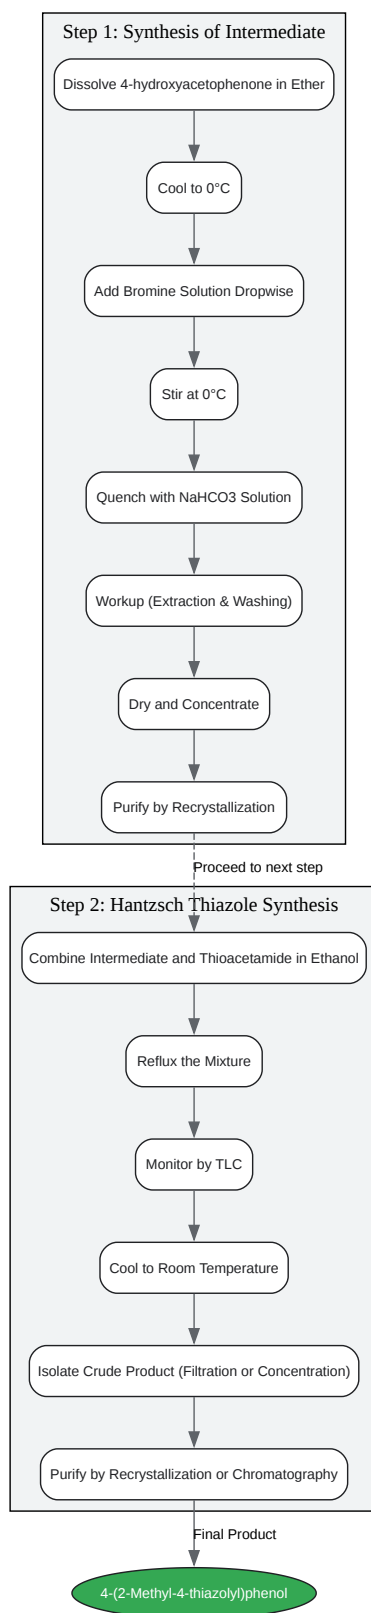 Step 1: Synthesis of Intermediate
Dissolve 4-hydroxyacetophenone in Ether
Cool to 0°C
Add Bromine Solution Dropwise
Stir at 0°C
Quench with NaHCO3 Solution
Workup (Extraction & Washing)
Dry and Concentrate
Purify by Recrystallization
Proceed to next step
Step 2: Hantzsch Thiazole Synthesis
Combine Intermediate and Thioacetamide in Ethanol
Reflux the Mixture
Monitor by TLC
Cool to Room Temperature
Isolate Crude Product (Filtration or Concentration)
Purify by Recrystallization or Chromatography
Final Product
4-(2-Methyl-4-thiazolyl)phenol